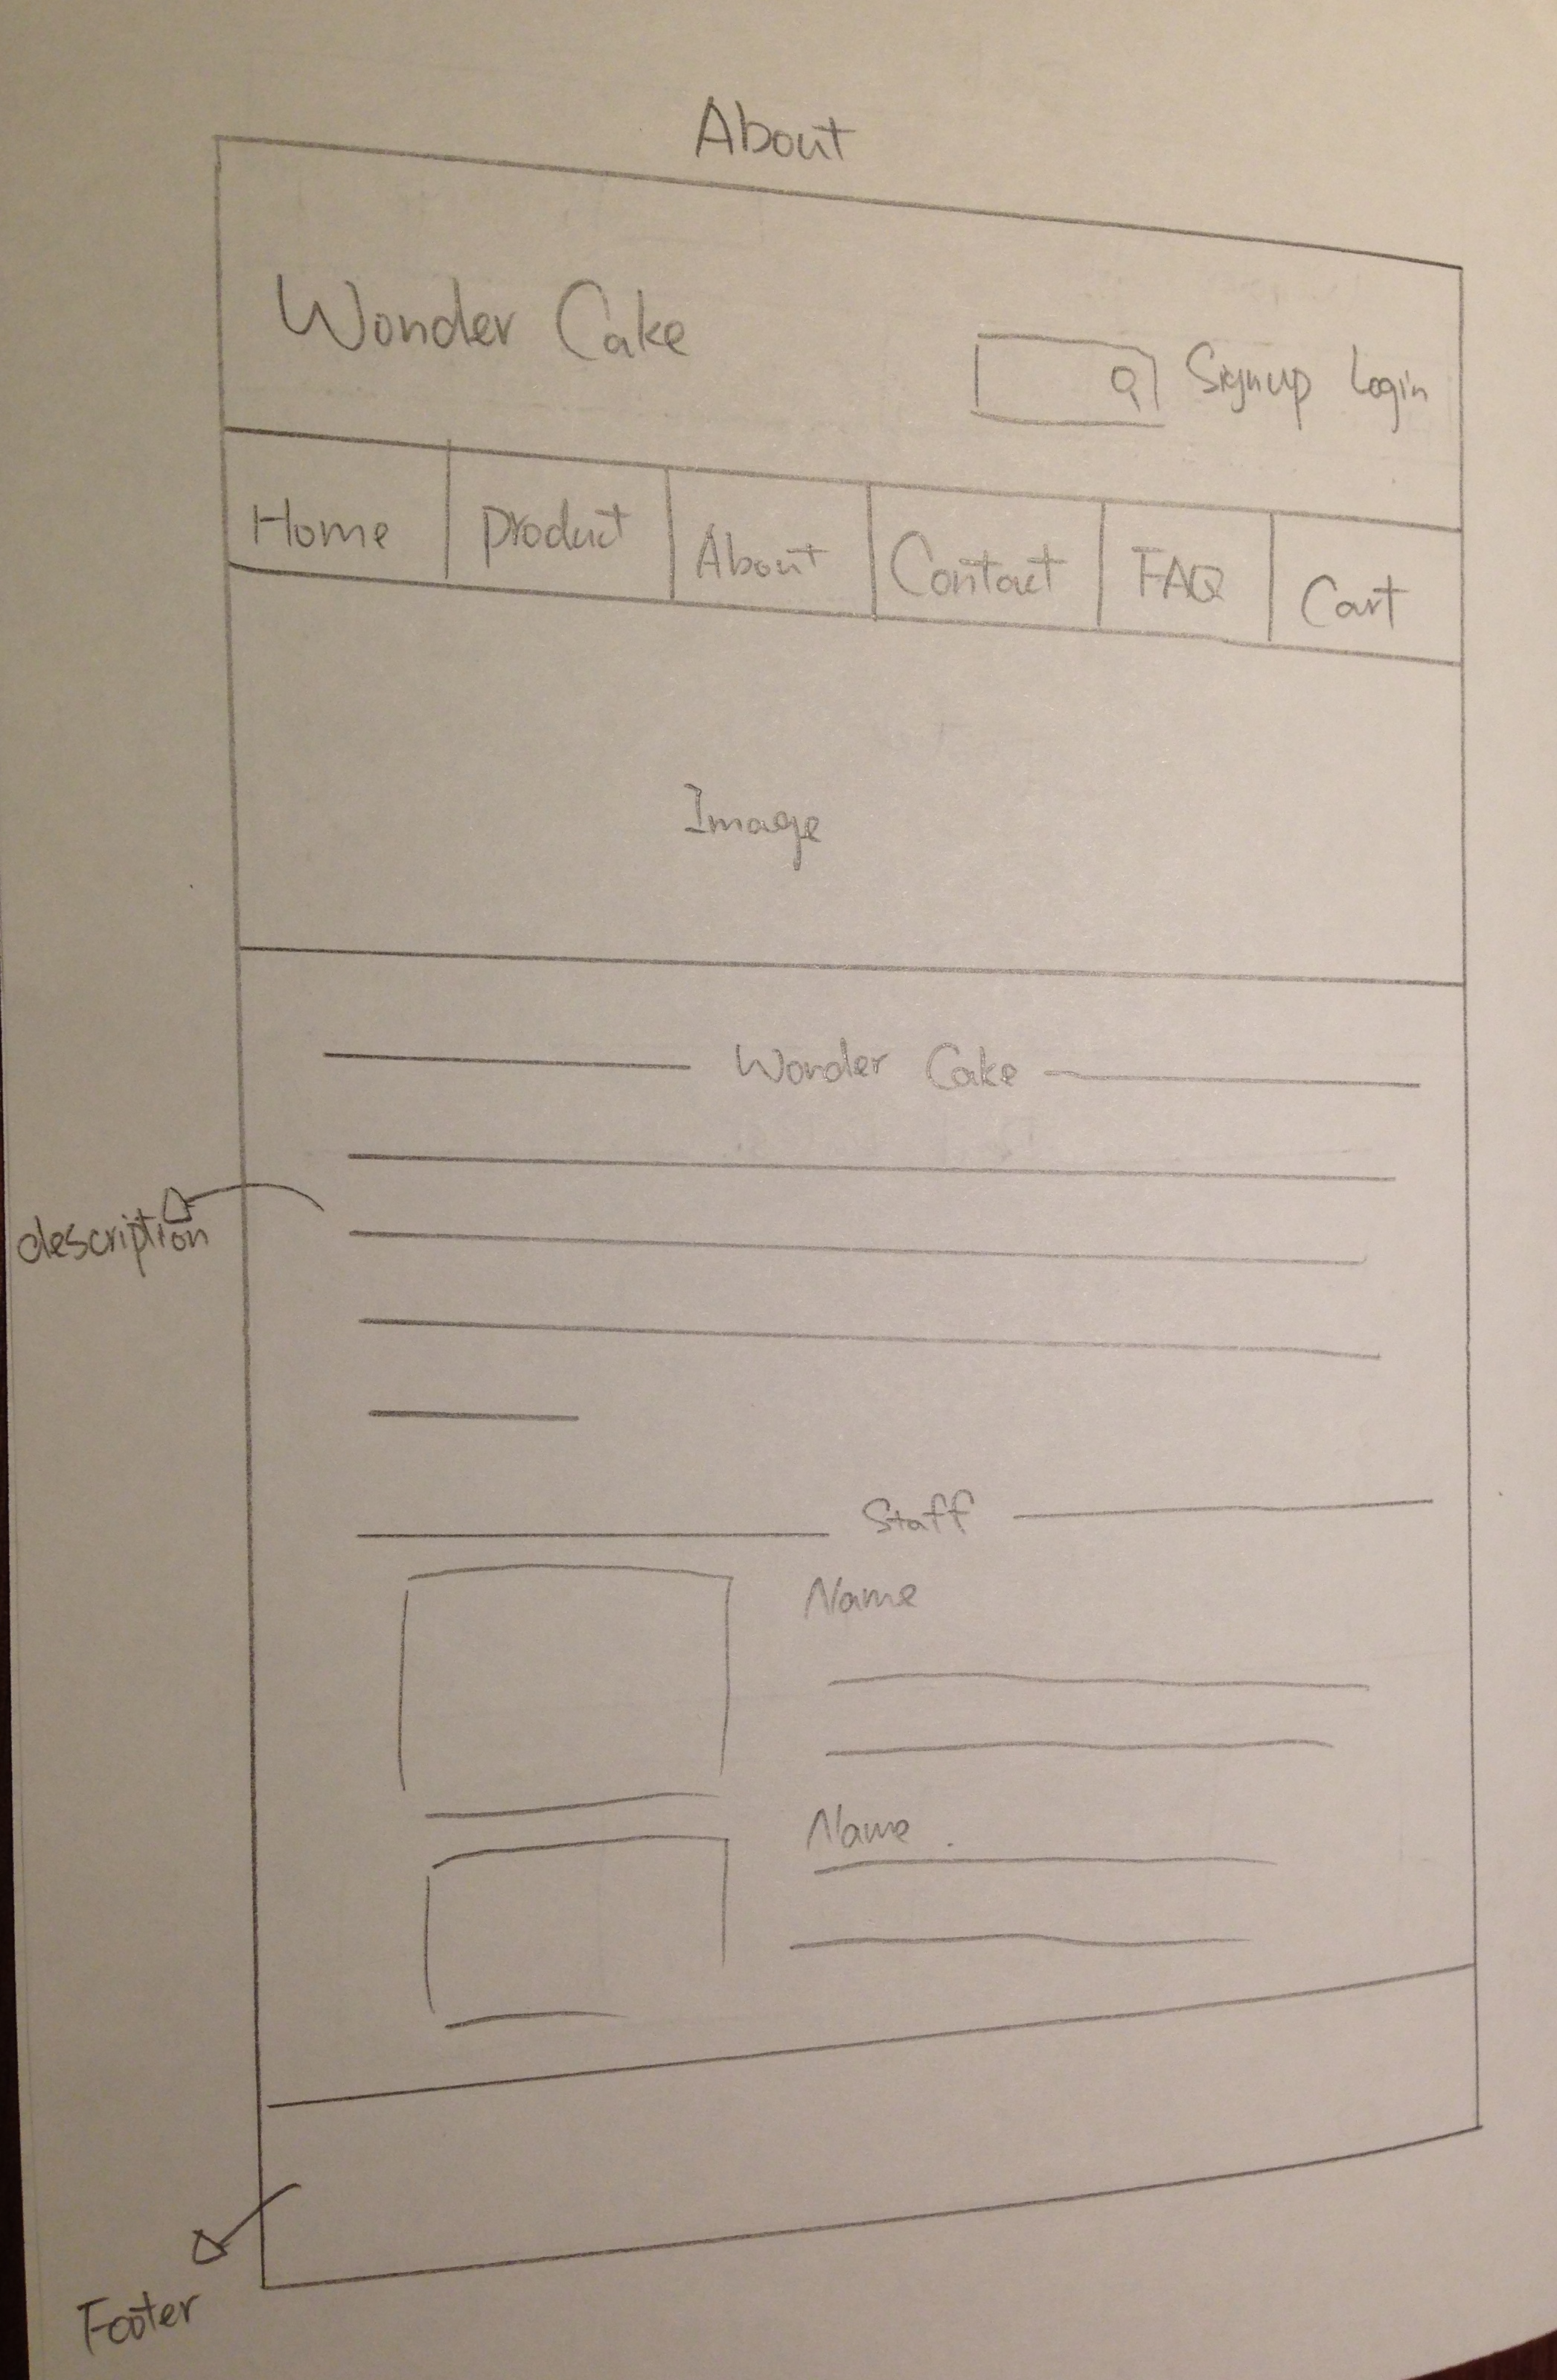 About
Wonder Cake
Signup Login
Home Product About Contact FAQ Cart
Image
Wonder Cake
description
Staff
Name
Name
Footer